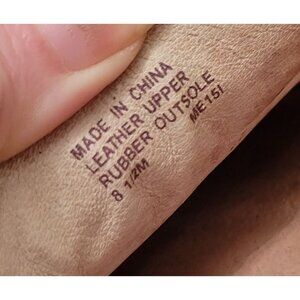 MADE IN CHINA
LEATHER UPPER
RUBBER OUTSOLE
8 1/2M ME15I